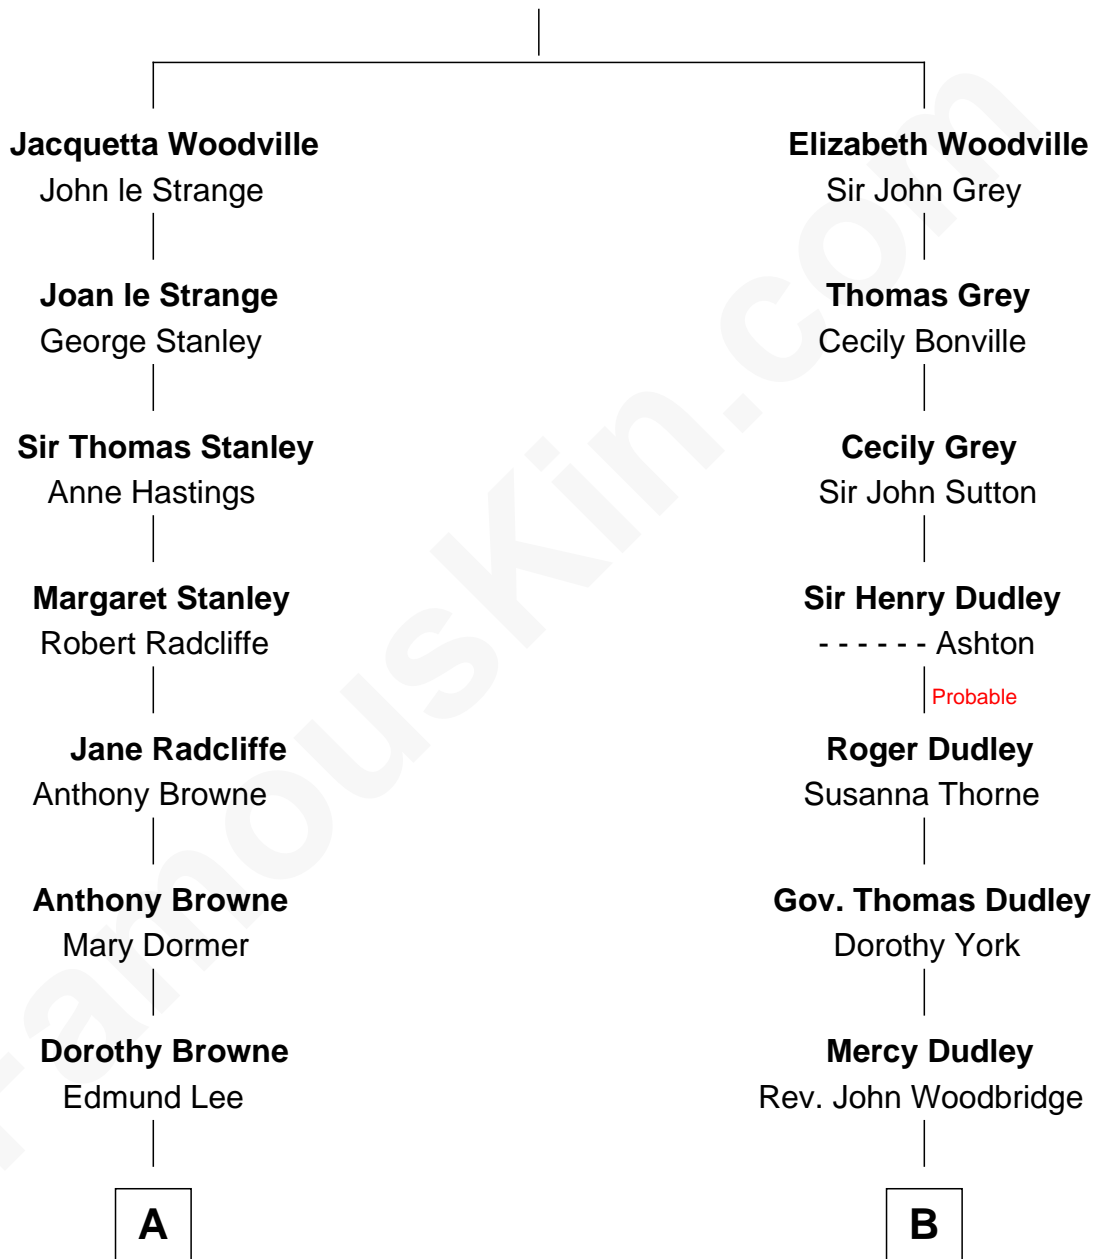 Jacquetta Woodville
John le Strange
Joan le Strange
George Stanley
Sir Thomas Stanley
Anne Hastings
Margaret Stanley
Robert Radcliffe
Jane Radcliffe
Anthony Browne
Anthony Browne
Mary Dormer
Dorothy Browne
Edmund Lee
A
Elizabeth Woodville
Sir John Grey
Thomas Grey
Cecily Bonville
Cecily Grey
Sir John Sutton
Sir Henry Dudley
- - - - - - Ashton
Probable
Roger Dudley
Susanna Thorne
Gov. Thomas Dudley
Dorothy York
Mercy Dudley
Rev. John Woodbridge
B
FamousKin.com